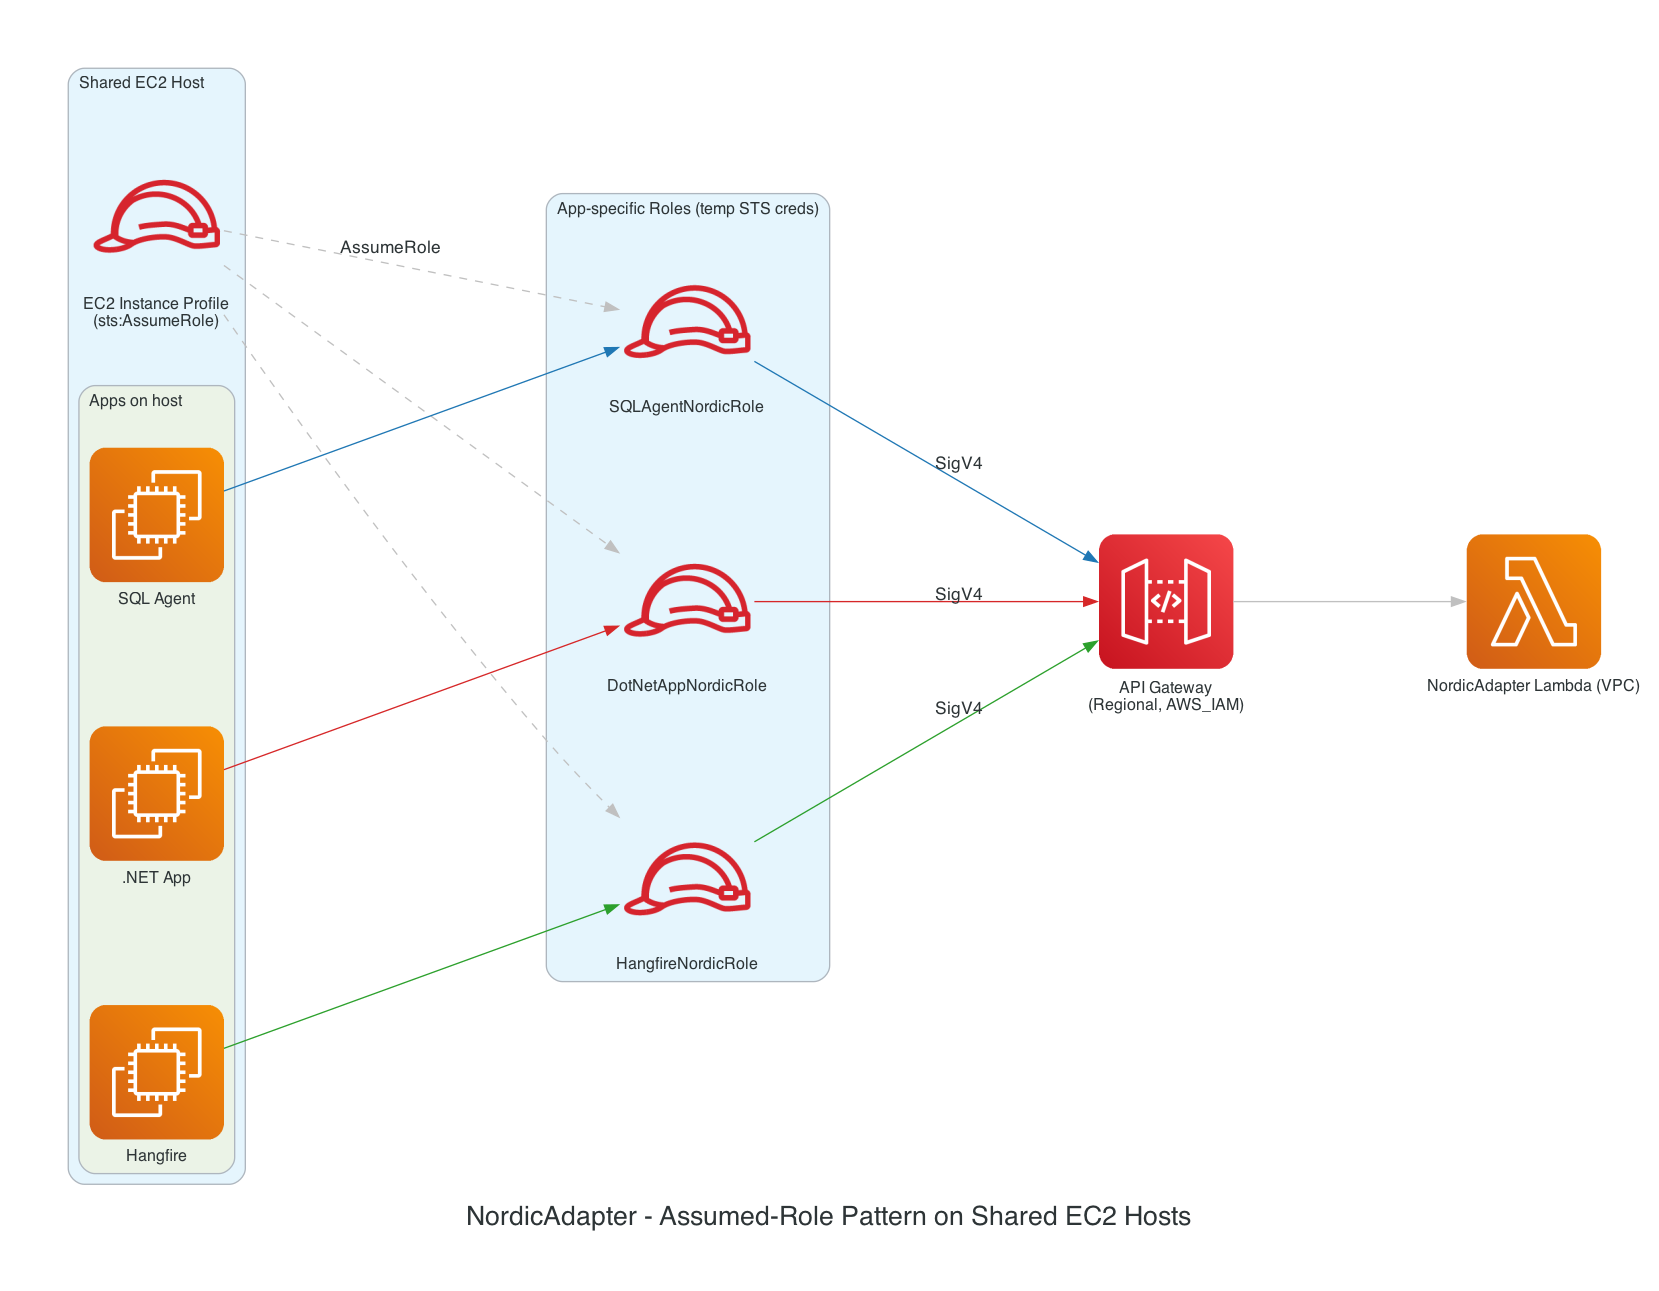 Shared EC2 Host
EC2 Instance Profile
(sts:AssumeRole)
Apps on host
SQL Agent
.NET App
Hangfire
AssumeRole
App-specific Roles (temp STS creds)
SQLAgentNordicRole
DotNetAppNordicRole
HangfireNordicRole
SigV4
SigV4
SigV4
API Gateway
(Regional, AWS_IAM)
NordicAdapter Lambda (VPC)
NordicAdapter - Assumed-Role Pattern on Shared EC2 Hosts